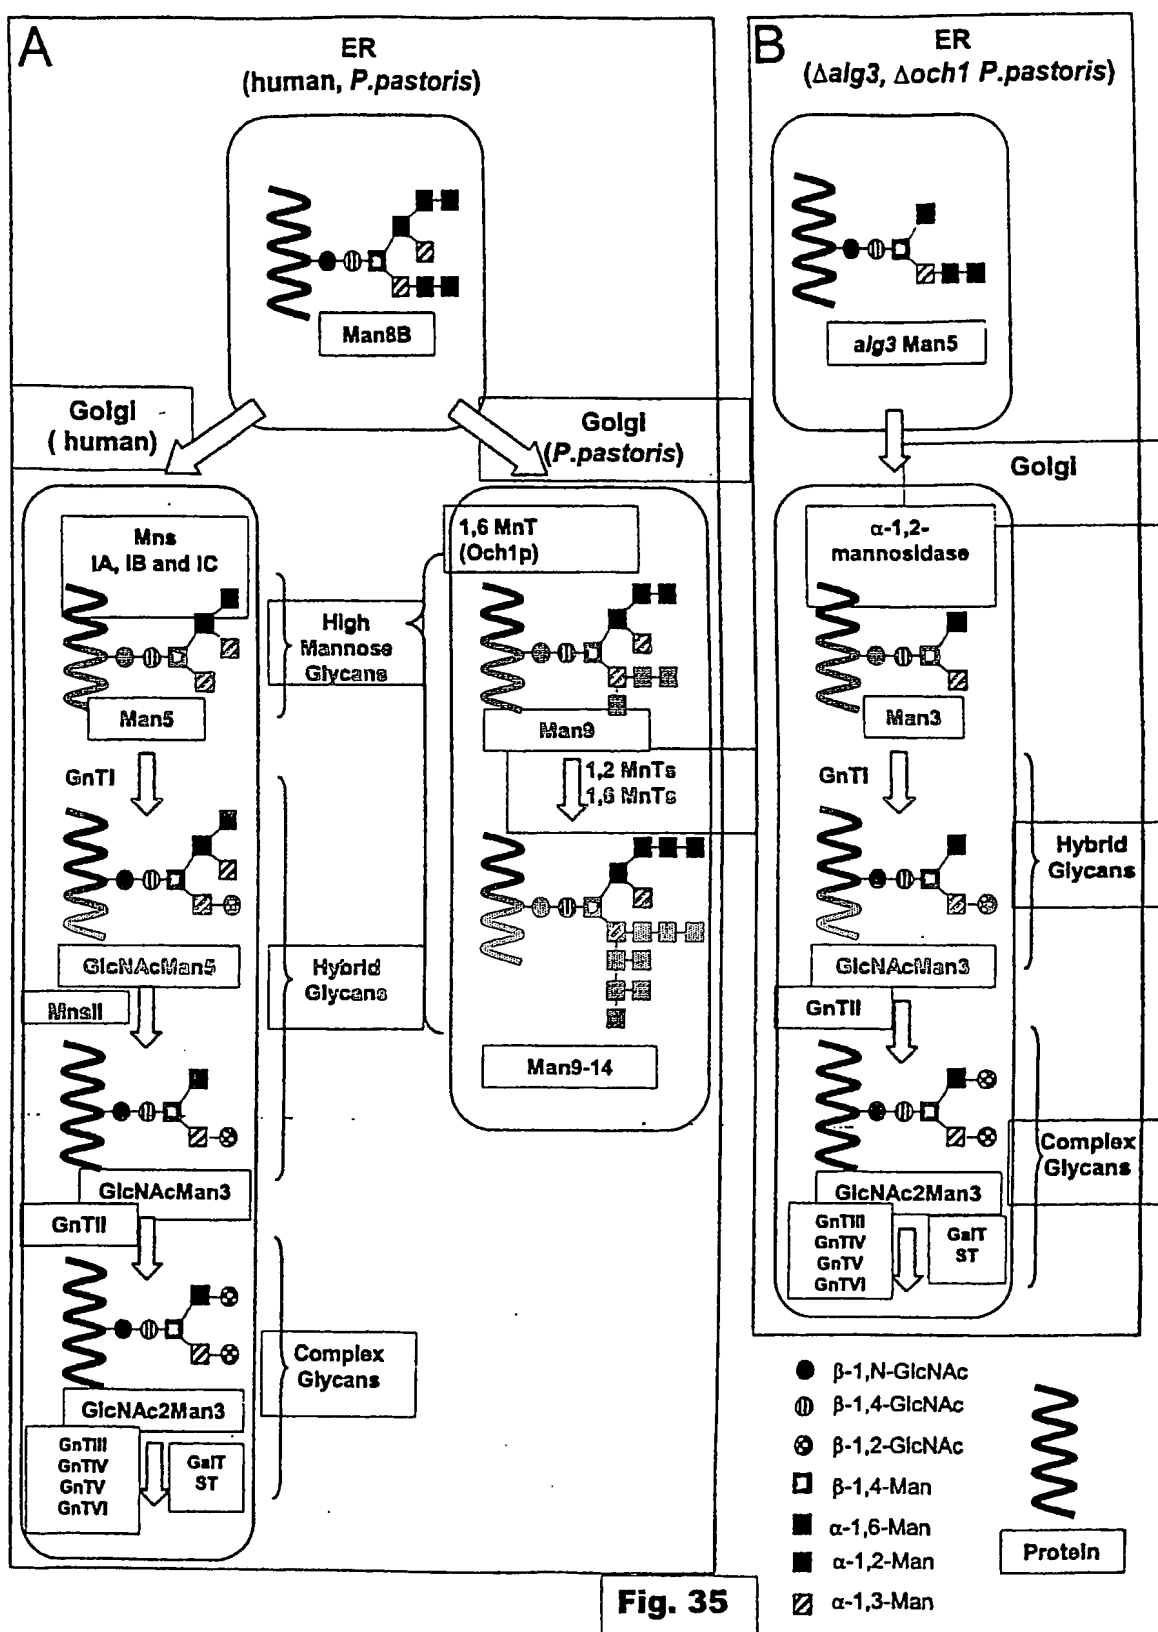 A
ER
(human, P.pastoris)
Man8B
Golgi
( human)
Golgi
(P.pastoris)
Mns
IA, IB and IC
Man5
GnTI
GlcNAcMan5
MnsII
GlcNAcMan3
GnTII
GlcNAc2Man3
GnTIII
GnTIV
GnTV
GnTVI
GalT
ST
High
Mannose
Glycans
Hybrid
Glycans
Complex
Glycans
1,6 MnT
(Och1p)
Man9
1,2 MnTs
1,6 MnTs
Man9-14
B
ER
(Δalg3, Δoch1 P.pastoris)
alg3 Man5
Golgi
α-1,2-
mannosidase
Man3
GnTI
GlcNAcMan3
GnTII
GlcNAc2Man3
GnTIII
GnTIV
GnTV
GnTVI
GalT
ST
Hybrid
Glycans
Complex
Glycans
β-1,N-GlcNAc
β-1,4-GlcNAc
β-1,2-GlcNAc
β-1,4-Man
α-1,6-Man
α-1,2-Man
α-1,3-Man
Protein
Fig. 35